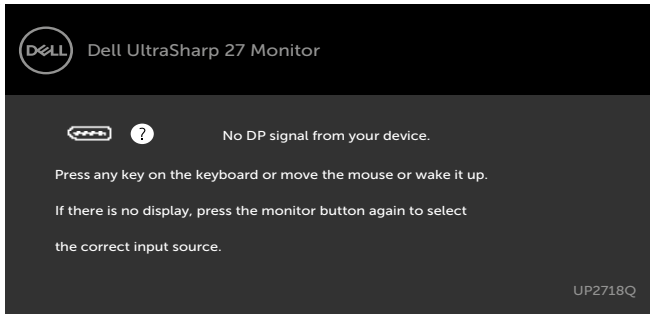 DELL Dell UltraSharp 27 Monitor
? No DP signal from your device.
Press any key on the keyboard or move the mouse or wake it up.
If there is no display, press the monitor button again to select
the correct input source.
UP2718Q